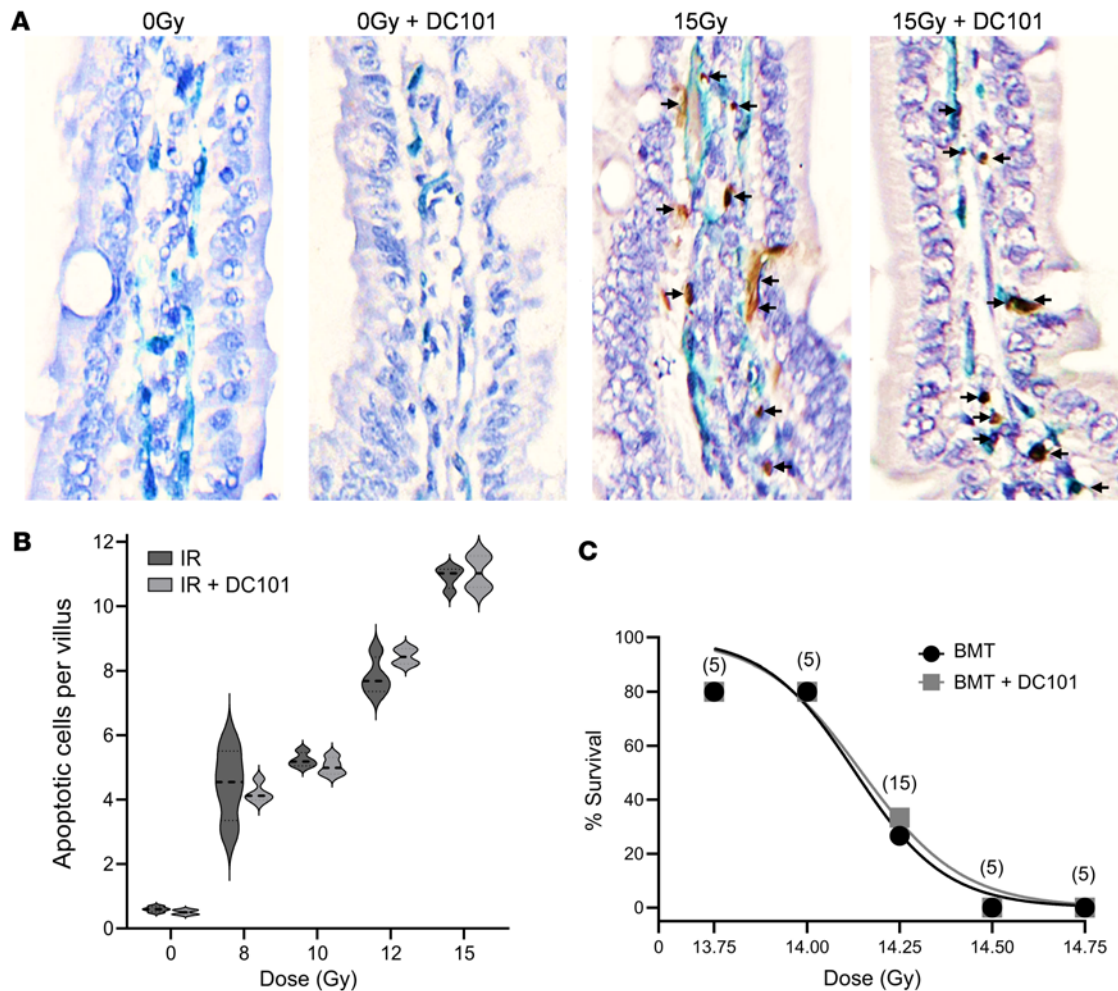 A
0Gy
0Gy + DC101
15Gy
15Gy + DC101
B
Apoptotic cells per villus
12
10
8
6
4
2
0
IR
IR + DC101
0
8
10
12
15
Dose (Gy)
C
% Survival
100
80
60
40
20
0
(5)
(5)
(15)
(5)
(5)
BMT
BMT + DC101
0
13.75
14.00
14.25
14.50
14.75
Dose (Gy)